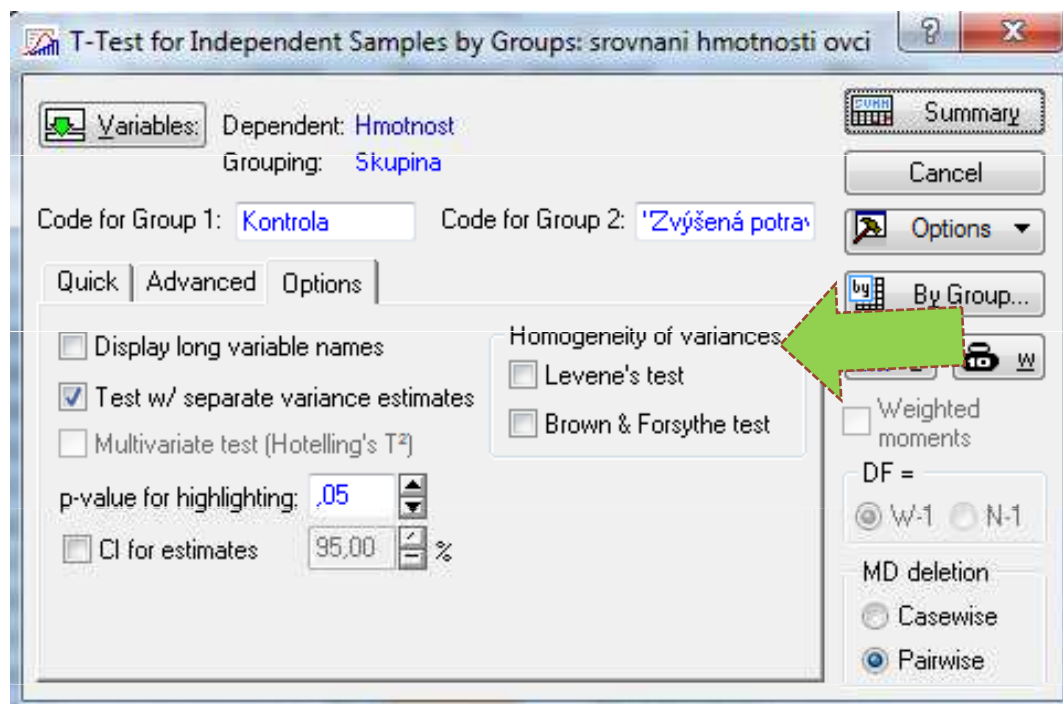 T-Test for Independent Samples by Groups: srovnani hmotnosti ovci
Variables: Dependent: Hmotnost
Grouping: Skupina
Code for Group 1: Kontrola Code for Group 2: "Zvýšená potrav
Quick Advanced Options
Display long variable names
Test w/ separate variance estimates
Multivariate test (Hotelling's T²)
p-value for highlighting: ,05
CI for estimates 95,00 %
Homogeneity of variances
Levene's test
Brown & Forsythe test
Summary
Cancel
Options
By Group...
W
Weighted
moments
DF =
W-1 N-1
MD deletion
Casewise
Pairwise